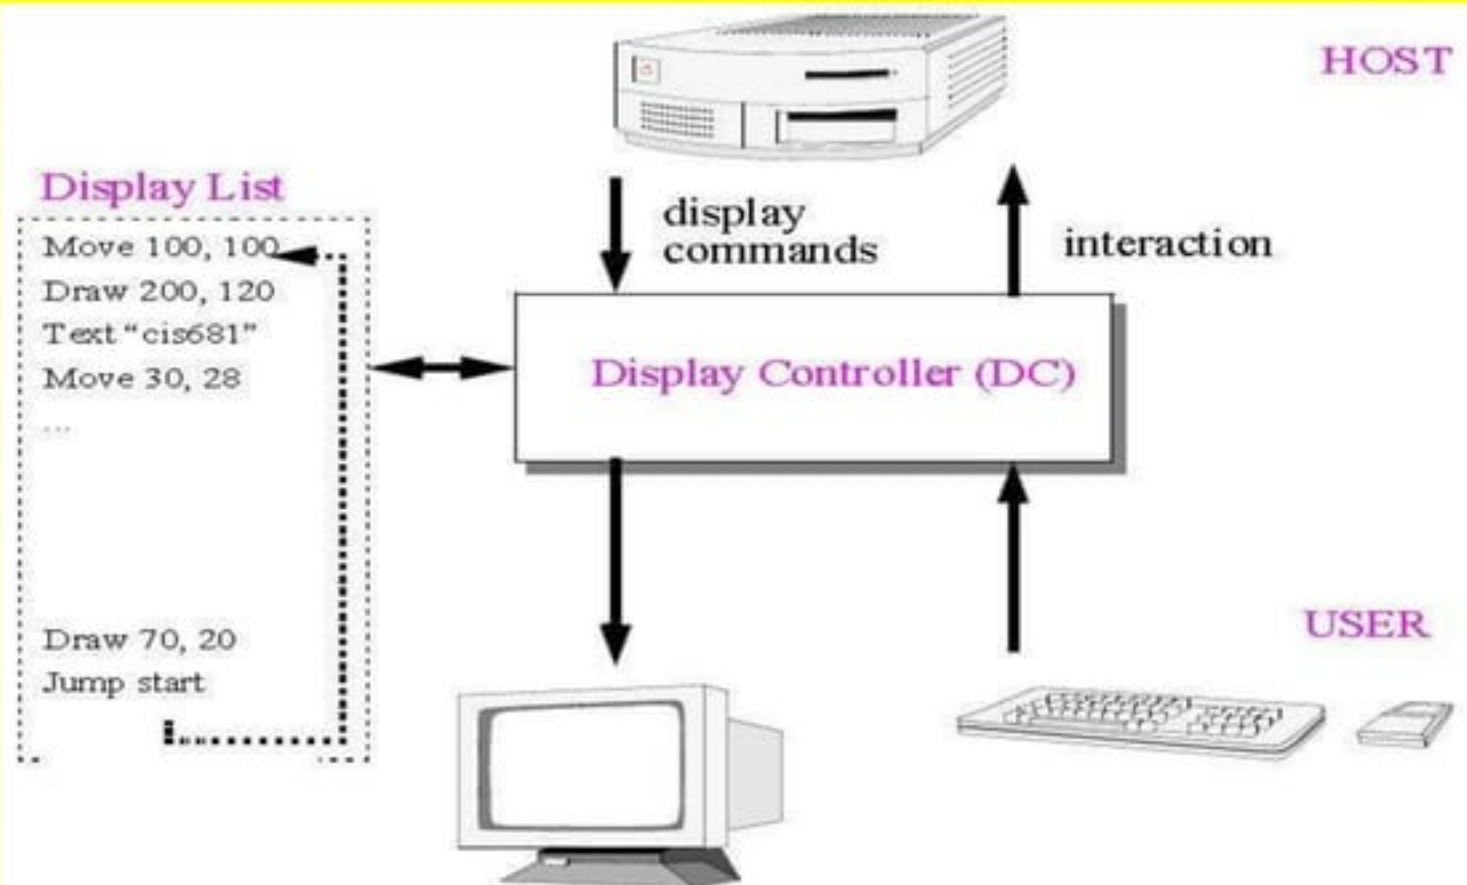 HOST
Display List
Move 100, 100
Draw 200, 120
Text “cis681”
Move 30, 28
...
Draw 70, 20
Jump start
display
commands
interaction
Display Controller (DC)
USER